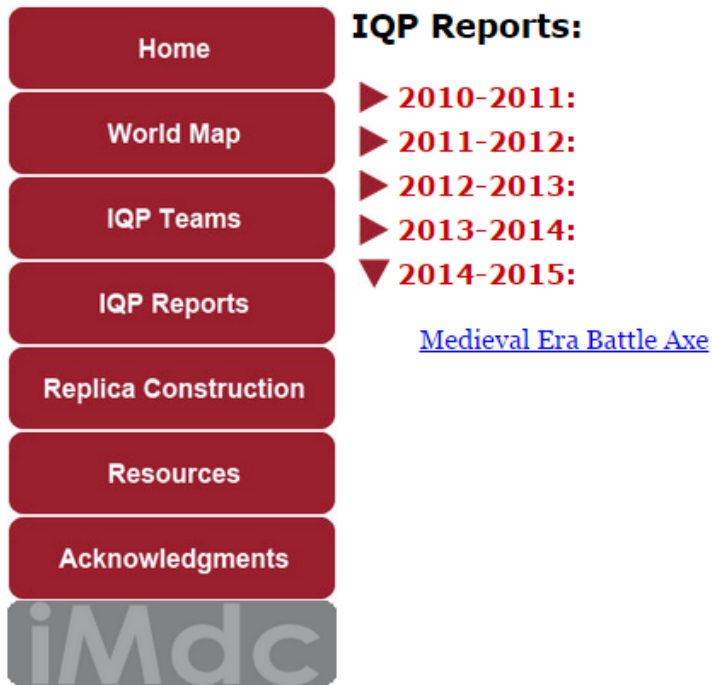 Home
World Map
IQP Teams
IQP Reports
Replica Construction
Resources
Acknowledgments
iMdc
IQP Reports:
2010-2011:
2011-2012:
2012-2013:
2013-2014:
2014-2015:
Medieval Era Battle Axe